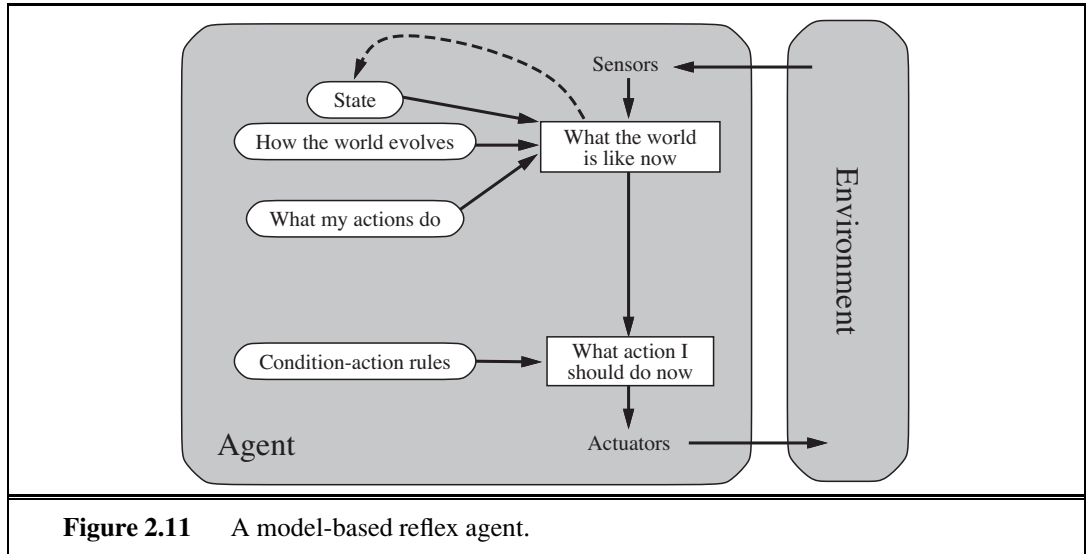 Sensors
State
What the world
is like now
How the world evolves
What my actions do
Environment
Condition-action rules
What action I
should do now
Agent
Actuators
Figure 2.11 A model-based reflex agent.